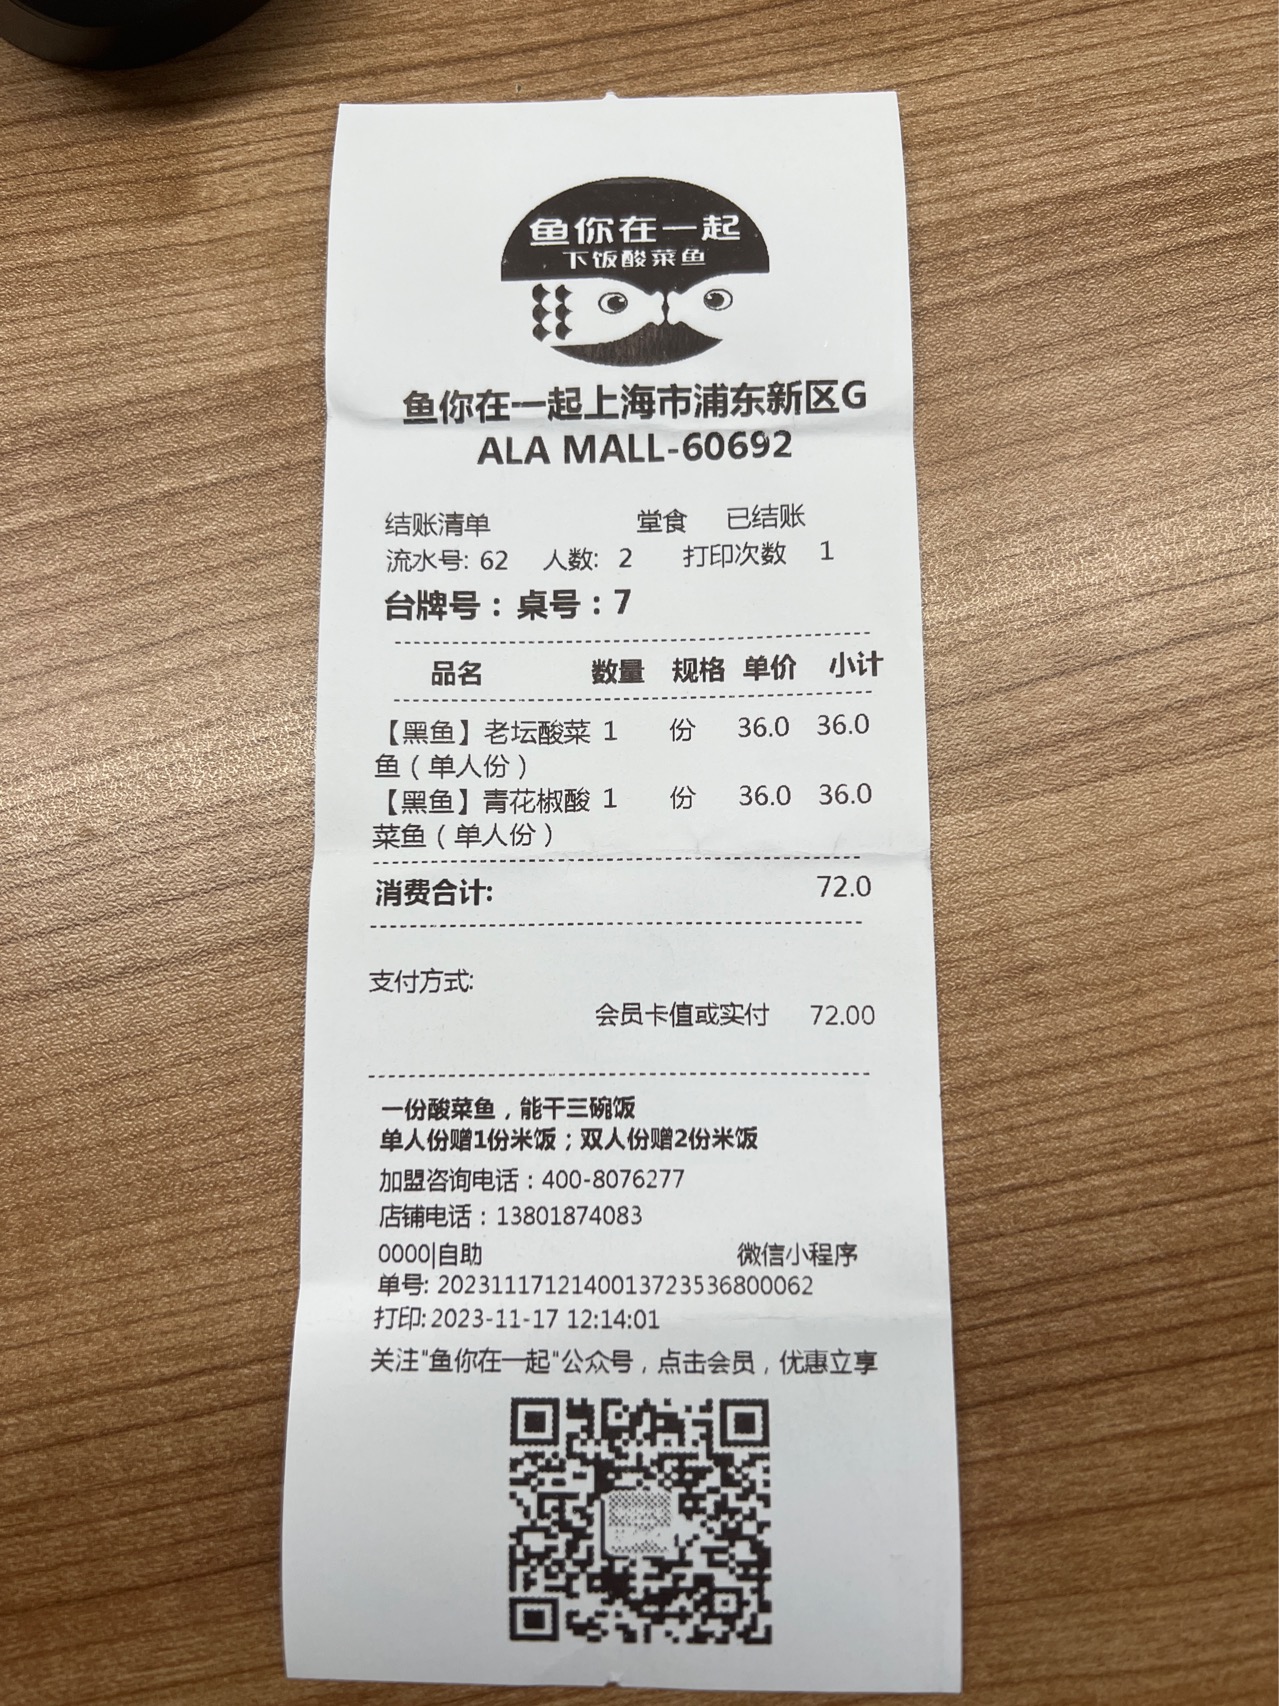 鱼你在一起
下饭酸菜鱼
鱼你在一起上海市浦东新区G
ALA MALL-60692
结账清单 堂食 已结账
流水号: 62 人数: 2 打印次数 1
台牌号：桌号：7
品名 数量 规格 单价 小计
【黑鱼】老坛酸菜 1 份 36.0 36.0
鱼（单人份）
【黑鱼】青花椒酸 1 份 36.0 36.0
菜鱼（单人份）
消费合计: 72.0
支付方式:
会员卡值或实付 72.00
一份酸菜鱼，能干三碗饭
单人份赠1份米饭；双人份赠2份米饭
加盟咨询电话：400-8076277
店铺电话：13801874083
0000|自助 微信小程序
单号: 20231117121400137235368​00062
打印: 2023-11-17 12:14:01
关注"鱼你在一起"公众号，点击会员，优惠立享